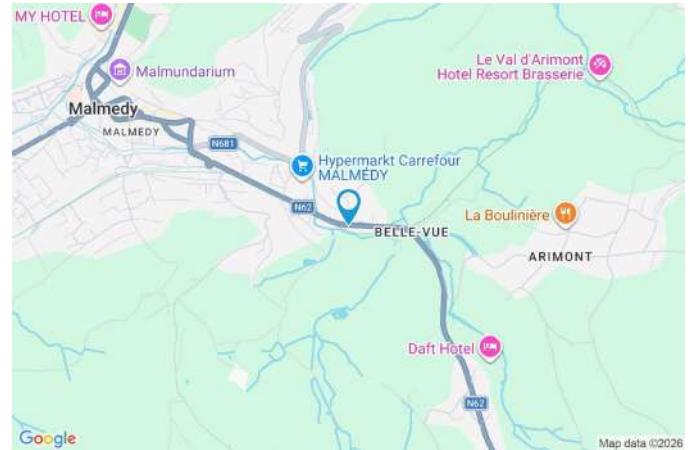 MY HOTEL
Malmundarium
Le Val d'Arimont
Hotel Resort Brasserie
Malmedy
MALMEDY
N681
Hypermarkt Carrefour
MALMÉDY
N62
La Boulinière
BELLE-VUE
ARIMONT
Daft Hotel
N62
Google
Map data ©2026